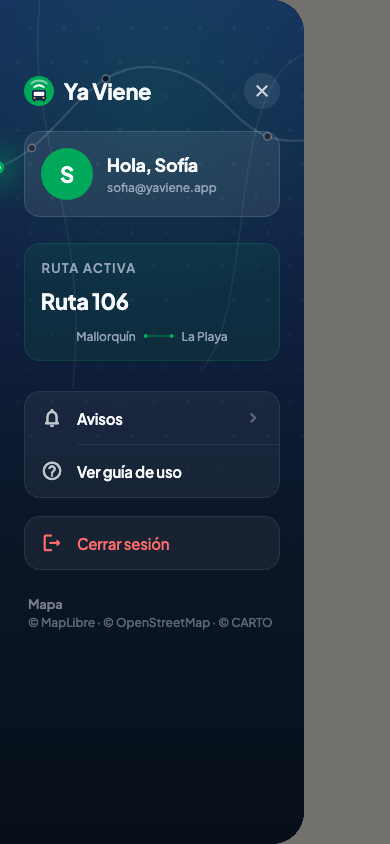 Ya Viene
S
Hola, Sofía
sofia@yaviene.app
RUTA ACTIVA
Ruta 106
Mallorquín La Playa
Avisos
Ver guía de uso
Cerrar sesión
Mapa
© MapLibre · © OpenStreetMap · © CARTO